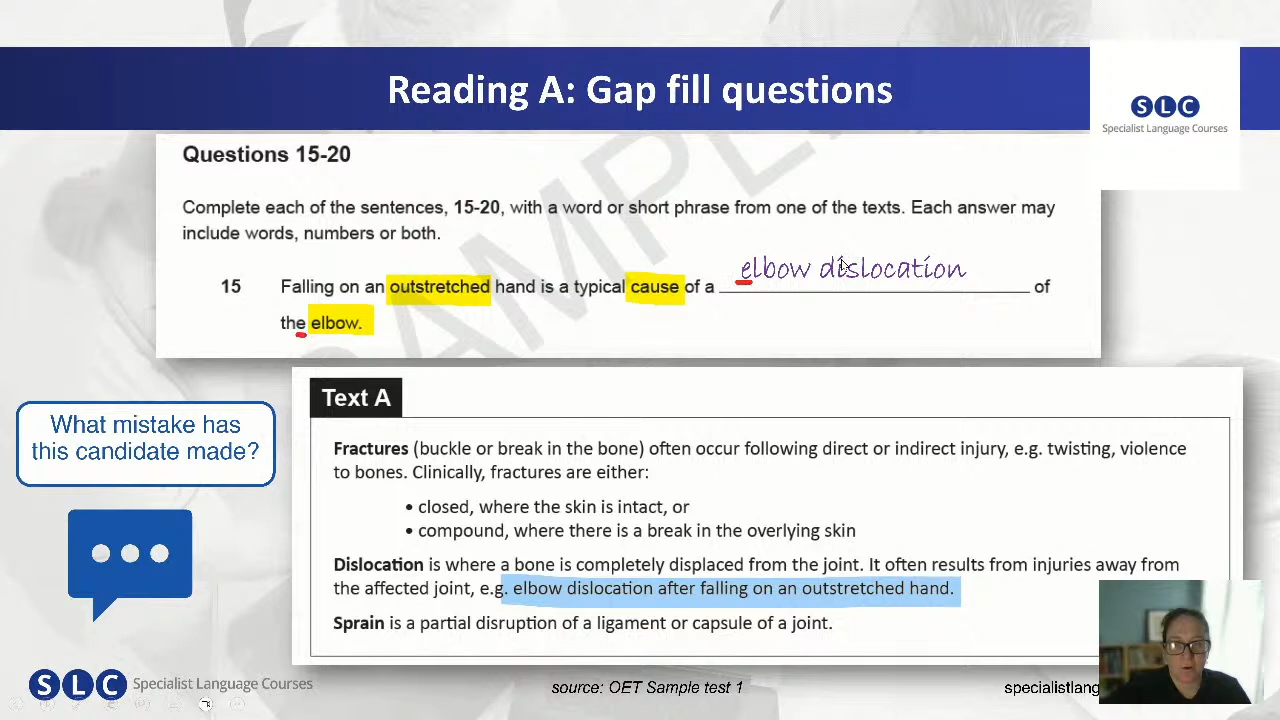 Reading A: Gap fill questions
SLC
Specialist Language Courses
SAMPLE
Questions 15-20
Complete each of the sentences, 15-20, with a word or short phrase from one of the texts. Each answer may
include words, numbers or both.
elbow dislocation
15 Falling on an outstretched hand is a typical cause of a ____ of
the elbow.
What mistake has
this candidate made?
Text A
Fractures (buckle or break in the bone) often occur following direct or indirect injury, e.g. twisting, violence
to bones. Clinically, fractures are either:
• closed, where the skin is intact, or
• compound, where there is a break in the overlying skin
Dislocation is where a bone is completely displaced from the joint. It often results from injuries away from
the affected joint, e.g. elbow dislocation after falling on an outstretched hand.
Sprain is a partial disruption of a ligament or capsule of a joint.
SLC Specialist Language Courses
source: OET Sample test 1
specialistlang